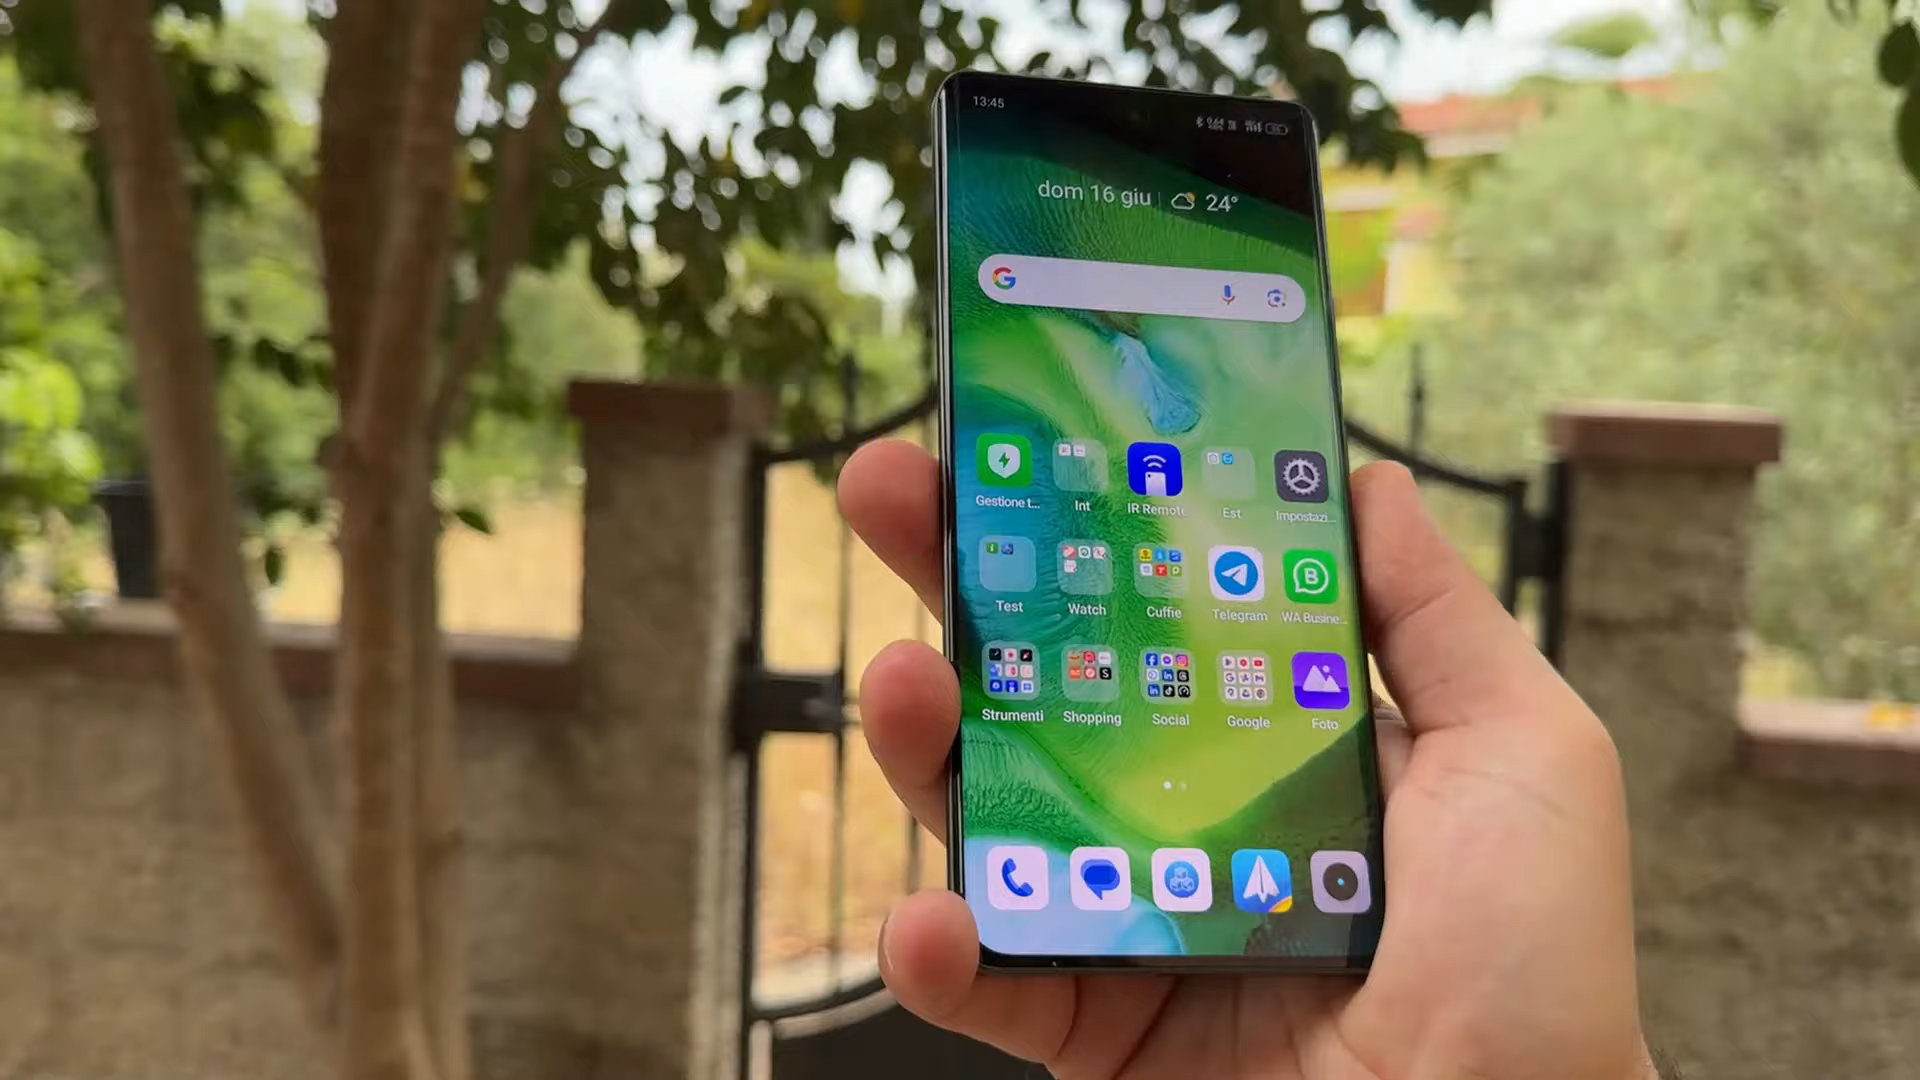 13:45
dom 16 giu 24°
Gestione t...
Int
IR Remote
Est
Impostazi...
Test
Watch
Cuffie
Telegram
WA Busine...
Strumenti
Shopping
Social
Google
Foto